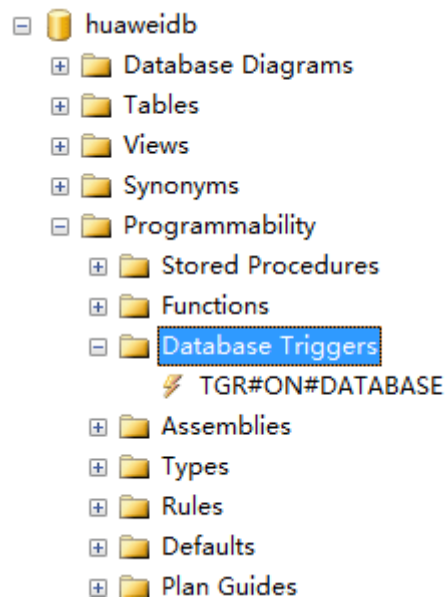 huaweidb
Database Diagrams
Tables
Views
Synonyms
Programmability
Stored Procedures
Functions
Database Triggers
TGR#ON#DATABASE
Assemblies
Types
Rules
Defaults
Plan Guides